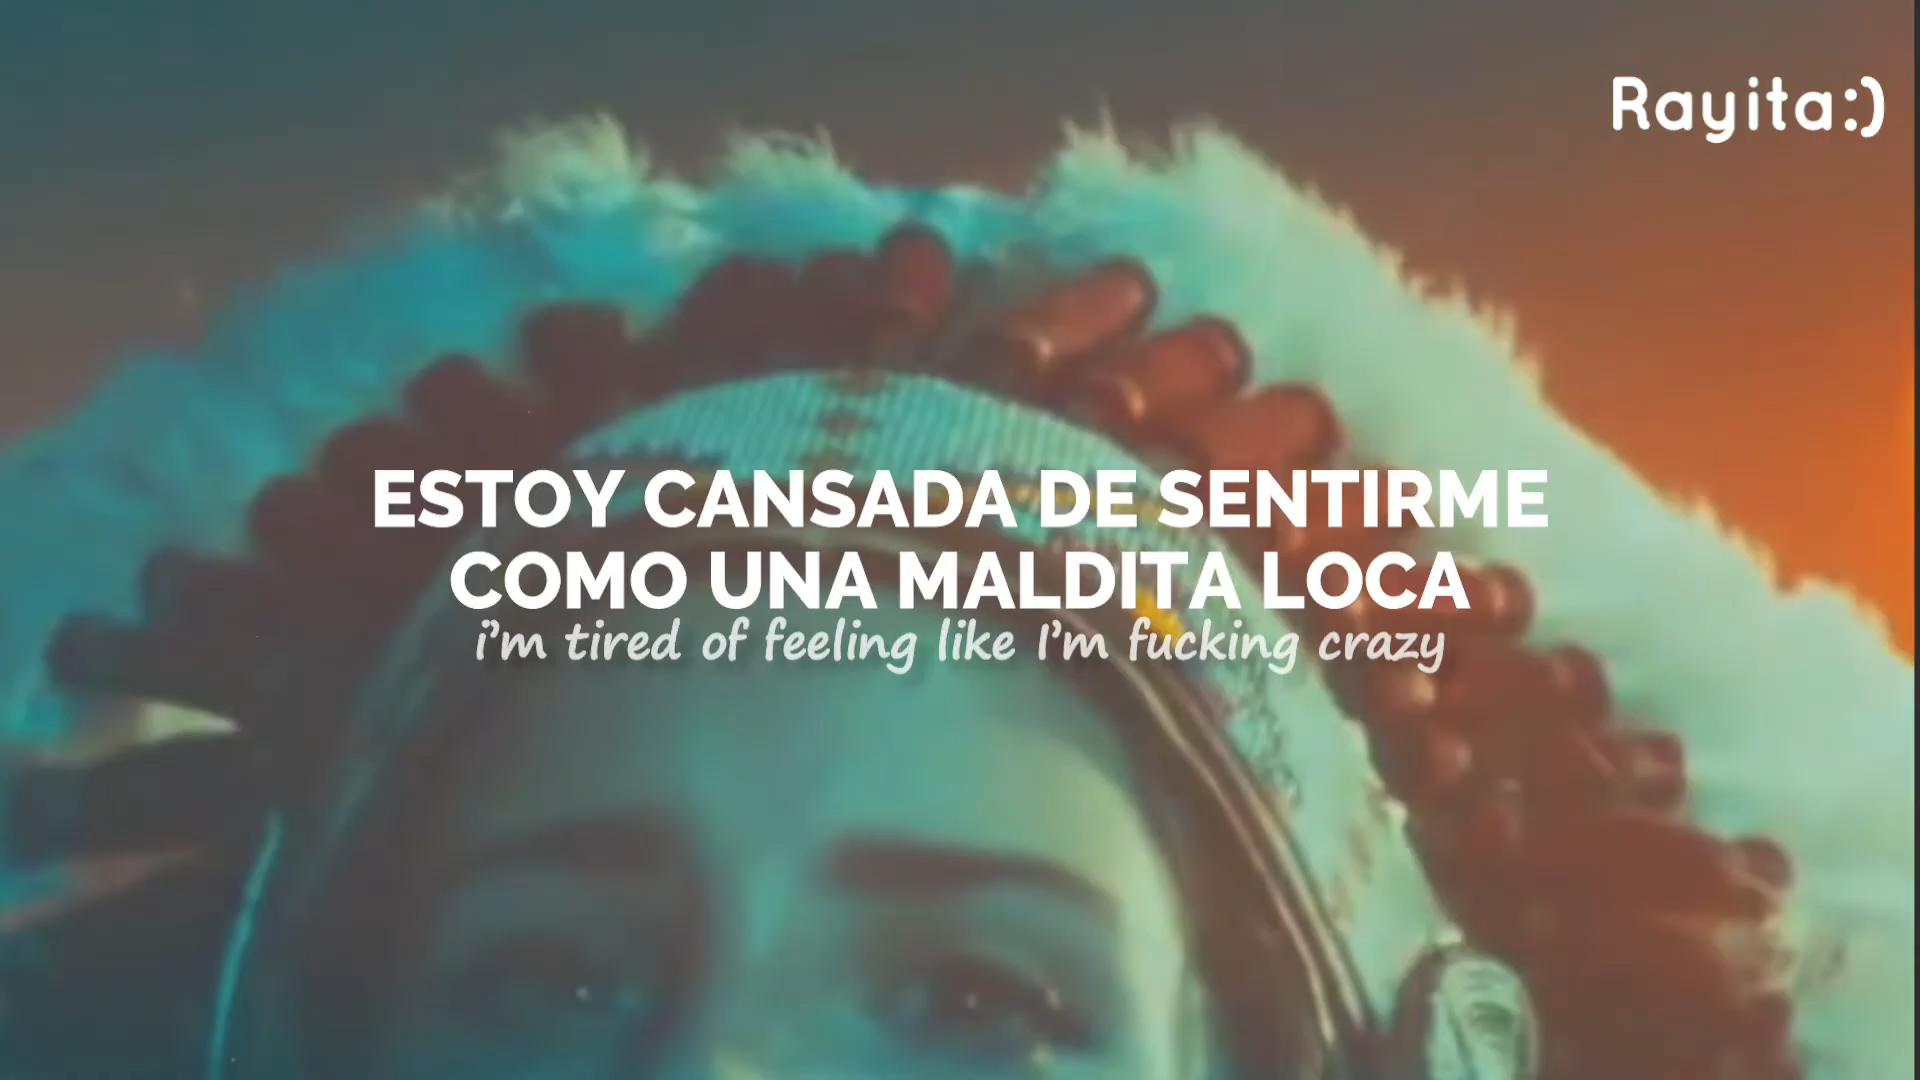 Rayita:)
ESTOY CANSADA DE SENTIRME
COMO UNA MALDITA LOCA
i'm tired of feeling like I'm fucking crazy